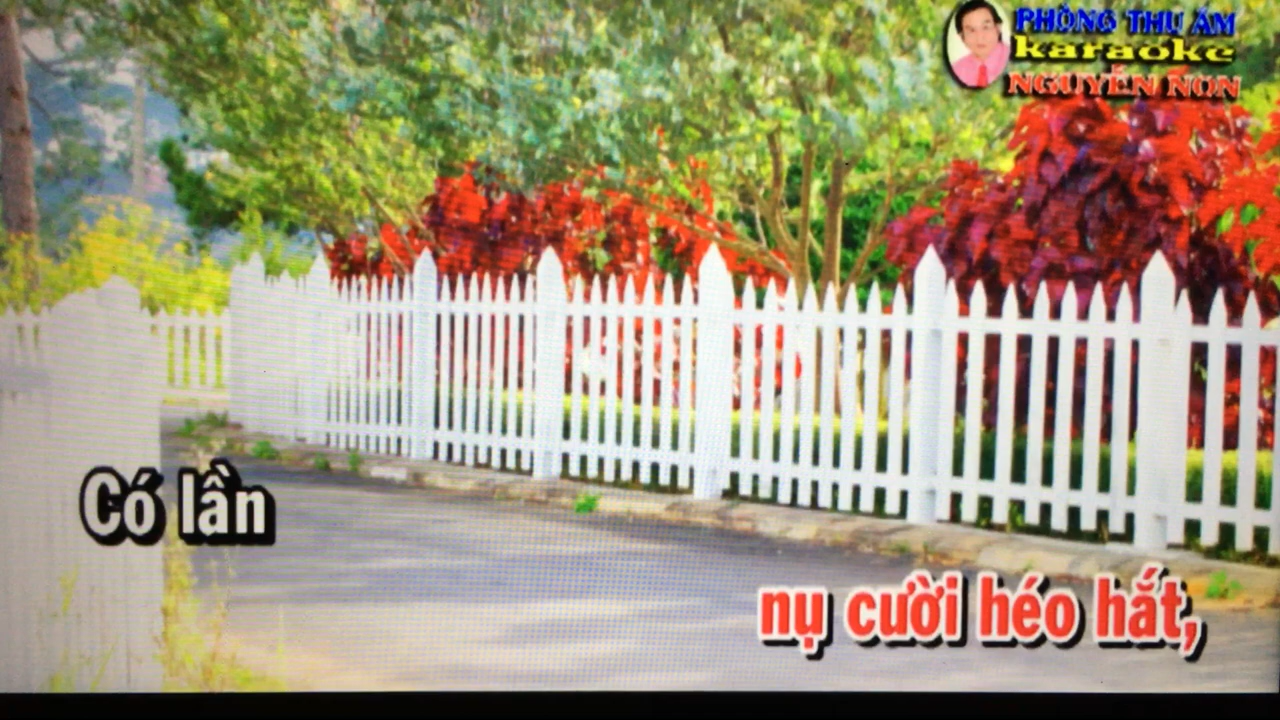 PHÒNG THU ÂM
karaoke
NGUYỄN NON
Có lần
nụ cười héo hắt,